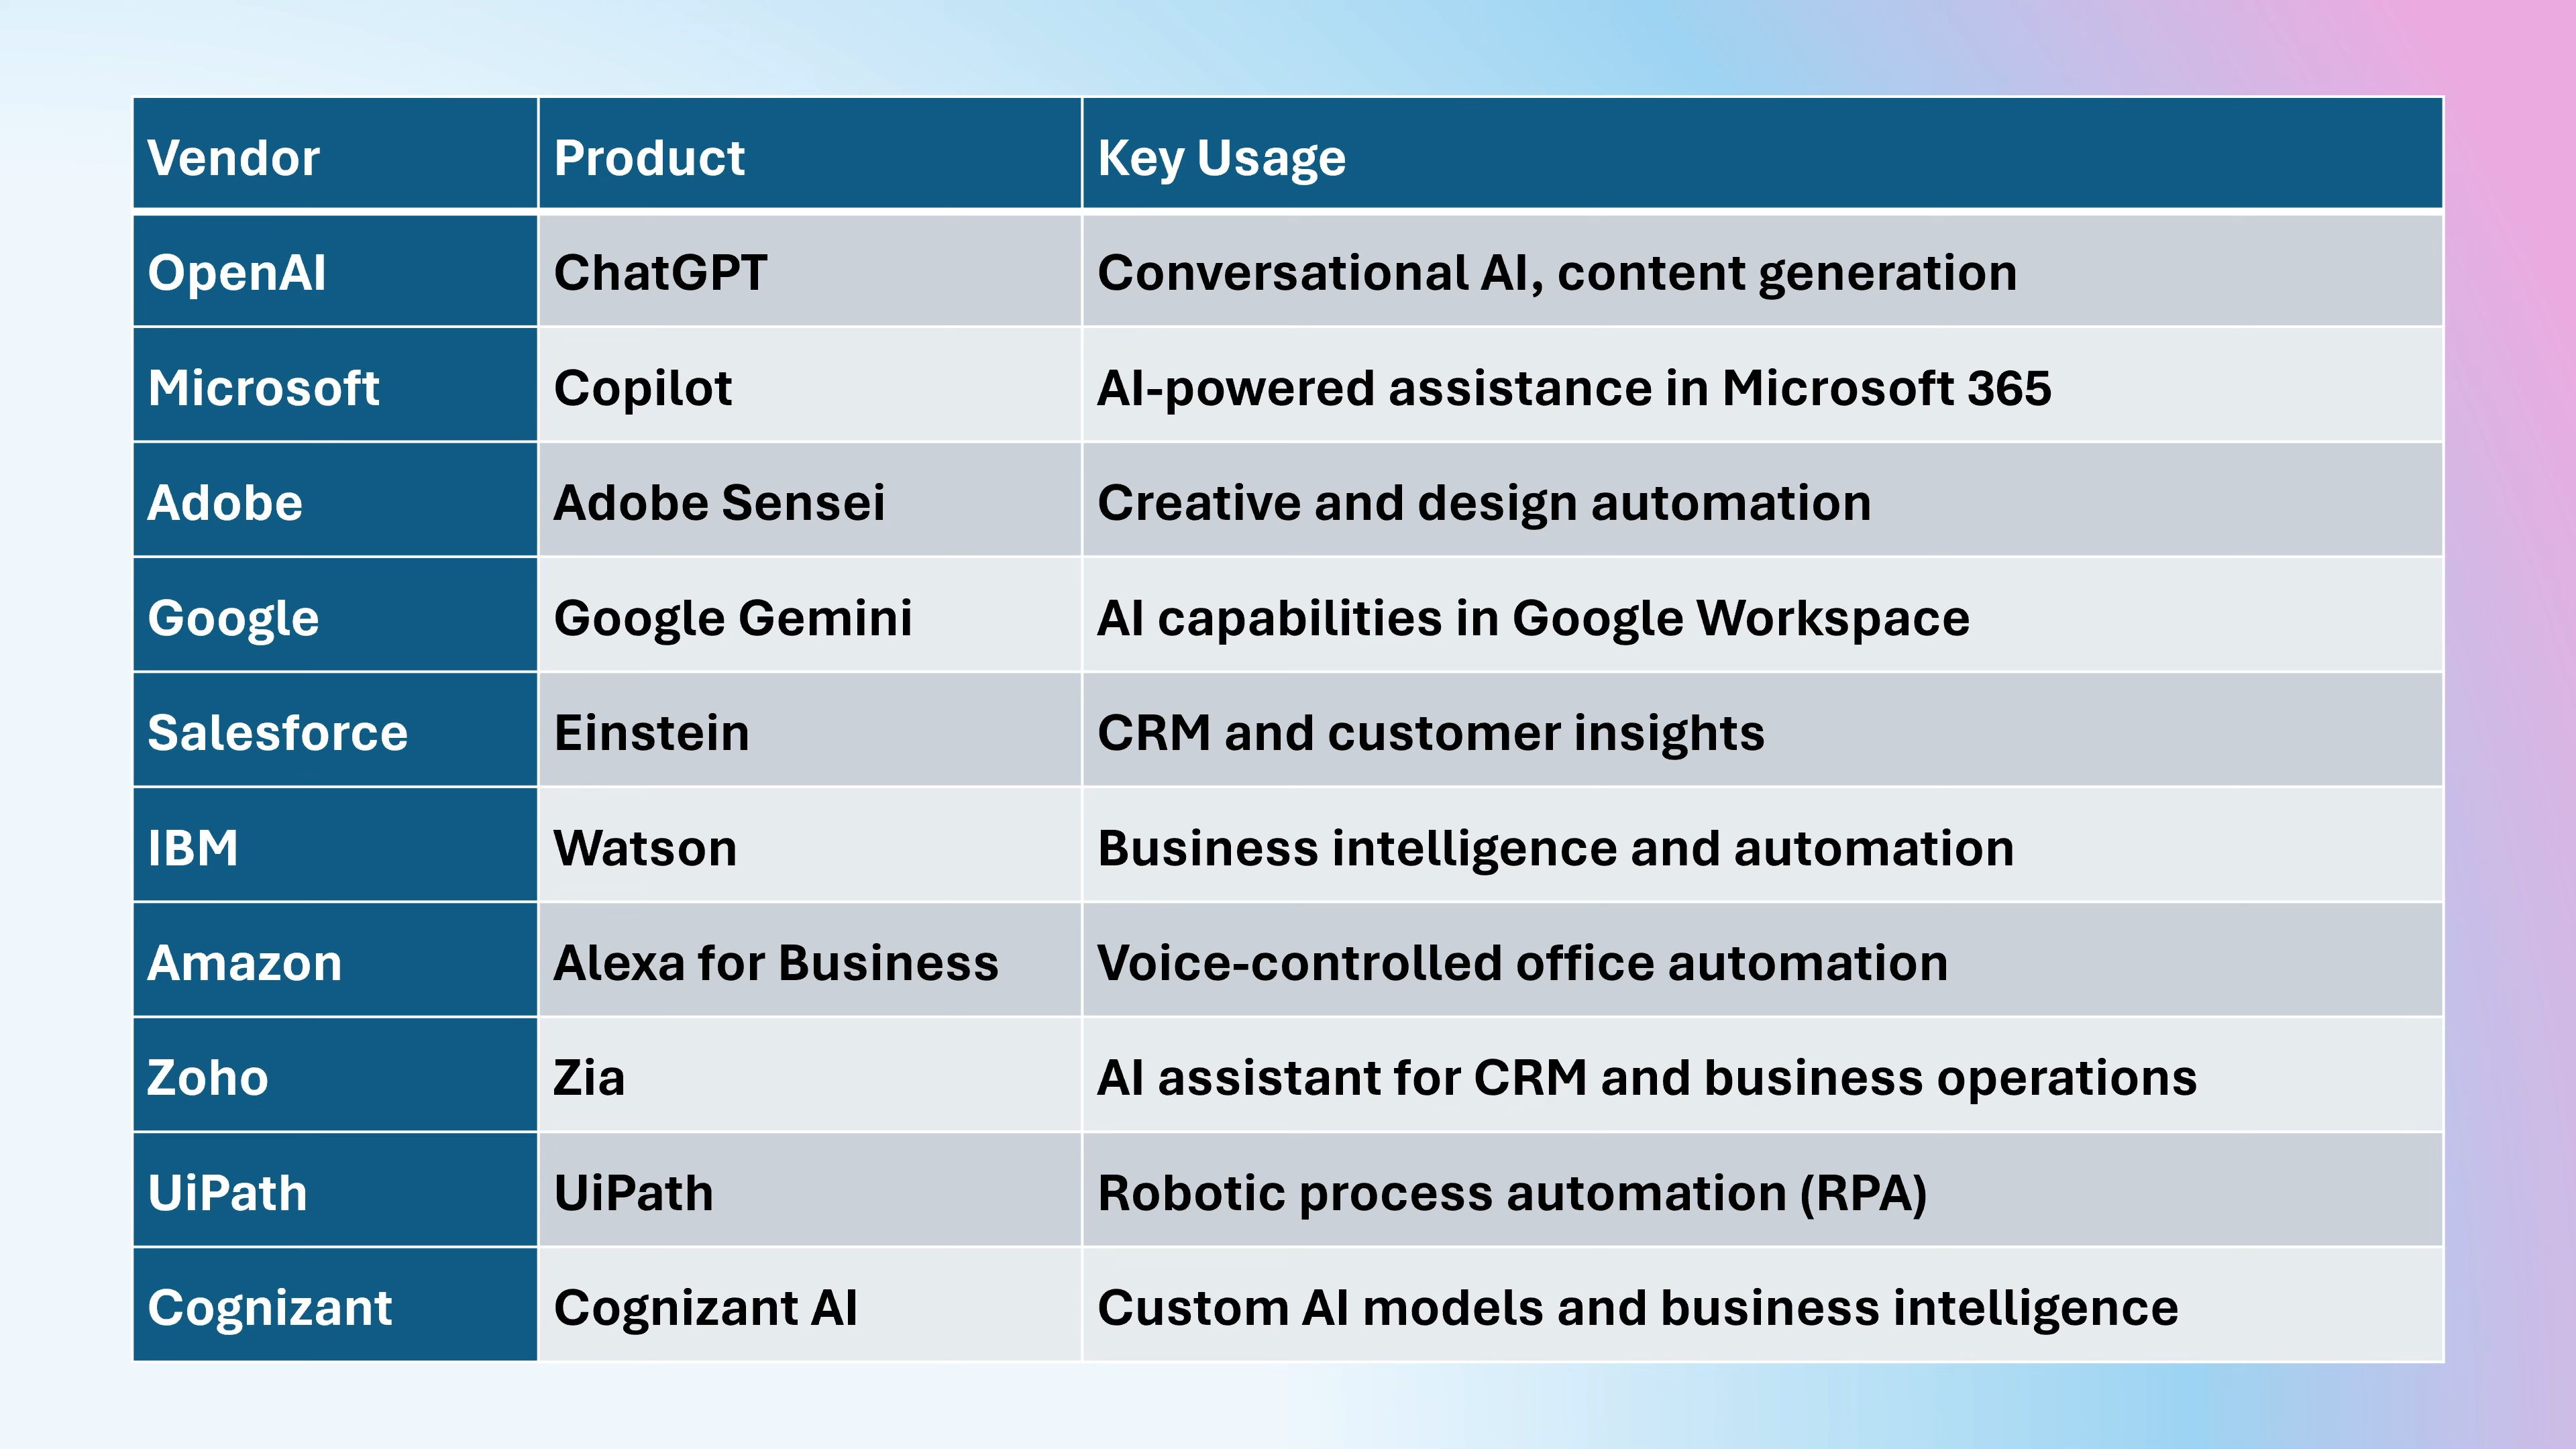 Vendor Product Key Usage
OpenAI ChatGPT Conversational AI, content generation
Microsoft Copilot AI-powered assistance in Microsoft 365
Adobe Adobe Sensei Creative and design automation
Google Google Gemini AI capabilities in Google Workspace
Salesforce Einstein CRM and customer insights
IBM Watson Business intelligence and automation
Amazon Alexa for Business Voice-controlled office automation
Zoho Zia AI assistant for CRM and business operations
UiPath UiPath Robotic process automation (RPA)
Cognizant Cognizant AI Custom AI models and business intelligence